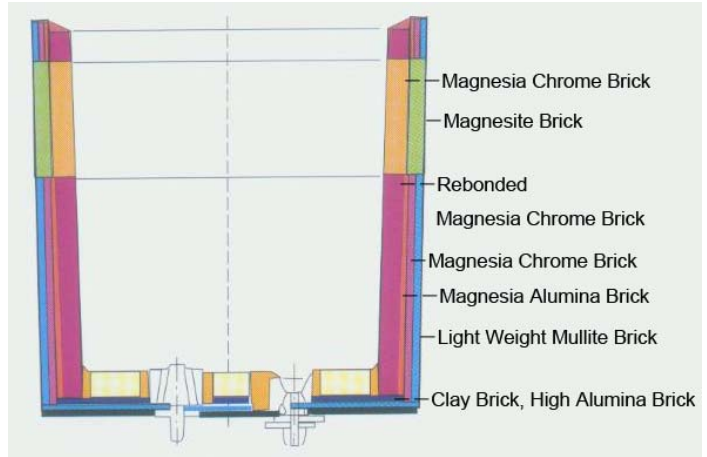 Magnesia Chrome Brick
Magnesite Brick
Rebonded
Magnesia Chrome Brick
Magnesia Chrome Brick
Magnesia Alumina Brick
Light Weight Mullite Brick
Clay Brick, High Alumina Brick